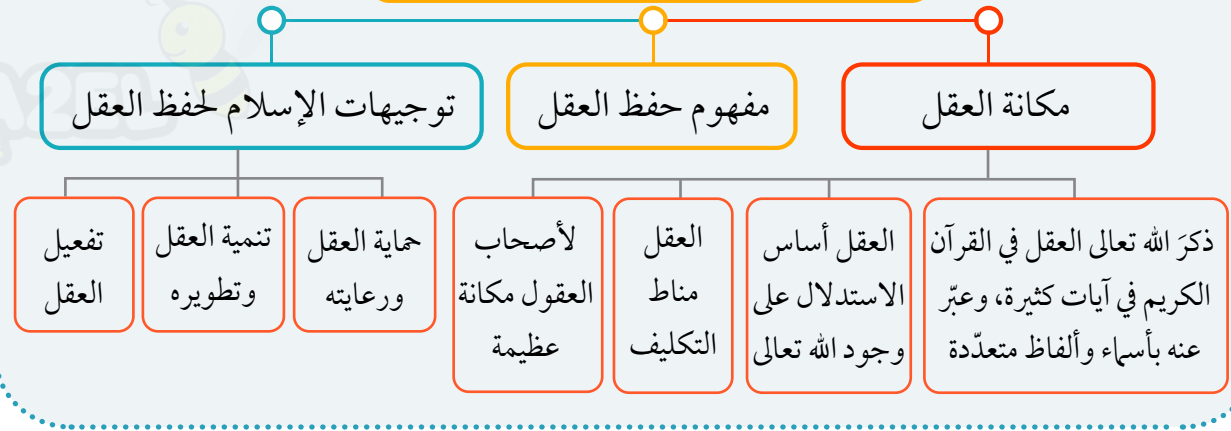 مكانة العقل
مفهوم حفظ العقل
توجيهات الإسلام لحفظ العقل
ذكرَ الله تعالى العقل في القرآن
الكريم في آيات كثيرة، وعبّر
عنه بأسماء وألفاظ متعدّدة
العقل أساس
الاستدلال على
وجود الله تعالى
العقل
مناط
التكليف
لأصحاب
العقول مكانة
عظيمة
حماية العقل
ورعايته
تنمية العقل
وتطويره
تفعيل
العقل